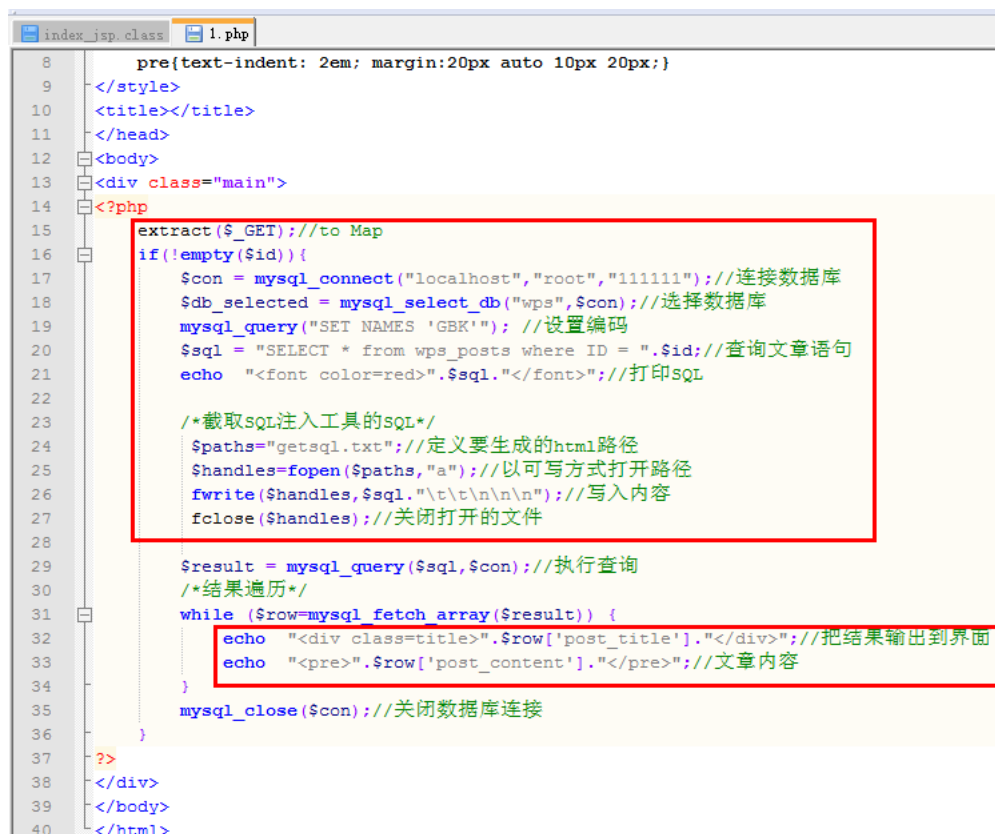 index_jsp.class 1.php
8 pre{text-indent: 2em; margin:20px auto 10px 20px;}
9 </style>
10 <title></title>
11 </head>
12 <body>
13 <div class="main">
14 <?php
15 extract($_GET);//to Map
16 if(!empty($id)){
17 $con = mysql_connect("localhost","root","111111");//连接数据库
18 $db_selected = mysql_select_db("wps",$con);//选择数据库
19 mysql_query("SET NAMES 'GBK'"); //设置编码
20 $sql = "SELECT * from wps_posts where ID = ".$id;//查询文章语句
21 echo "<font color=red>".$sql."</font>";//打印SQL
22
23 /*截取SQL注入工具的SQL*/
24 $paths="getsql.txt";//定义要生成的html路径
25 $handles=fopen($paths,"a");//以可写方式打开路径
26 fwrite($handles,$sql."\t\t\n\n\n");//写入内容
27 fclose($handles);//关闭打开的文件
28
29 $result = mysql_query($sql,$con);//执行查询
30 /*结果遍历*/
31 while ($row=mysql_fetch_array($result)) {
32 echo "<div class=title>".$row['post_title']."</div>";//把结果输出到界面
33 echo "<pre>".$row['post_content']."</pre>";//文章内容
34 }
35 mysql_close($con);//关闭数据库连接
36 }
37 ?>
38 </div>
39 </body>
40 </html>